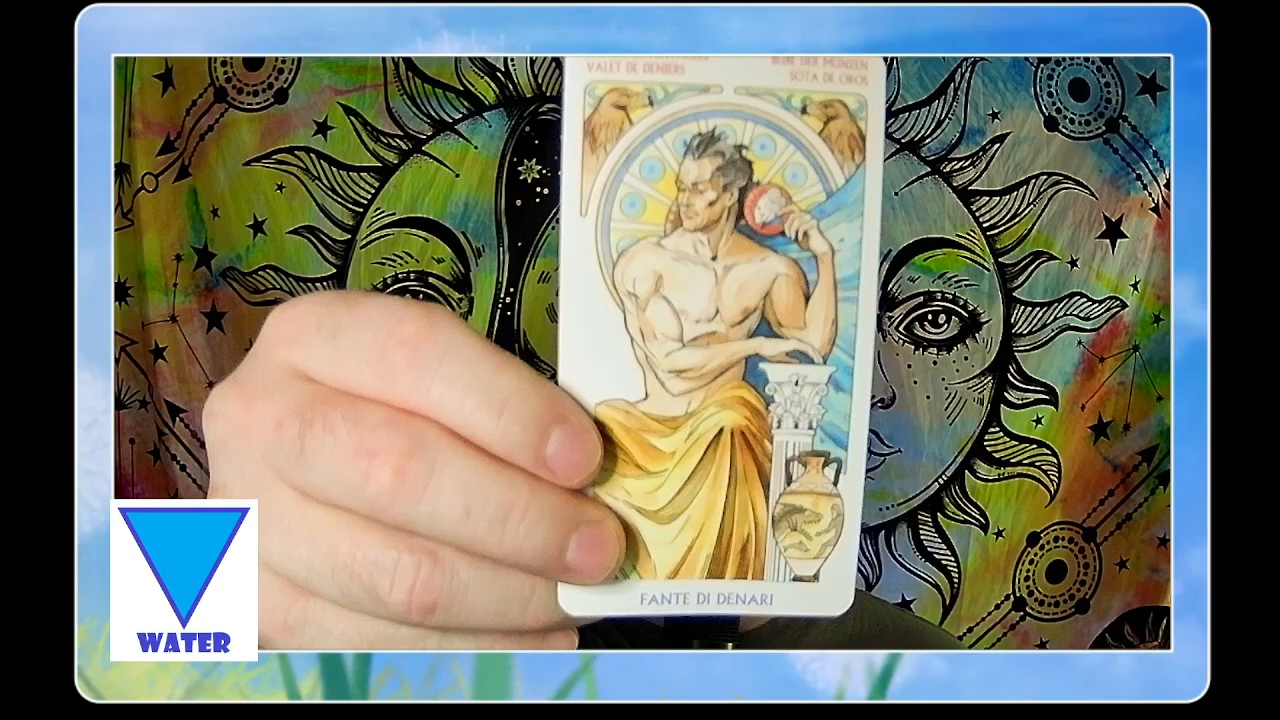 VALET DE DENIERS
BUBE DER MÜNZEN
SOTA DE OROS
FANTE DI DENARI
WATER